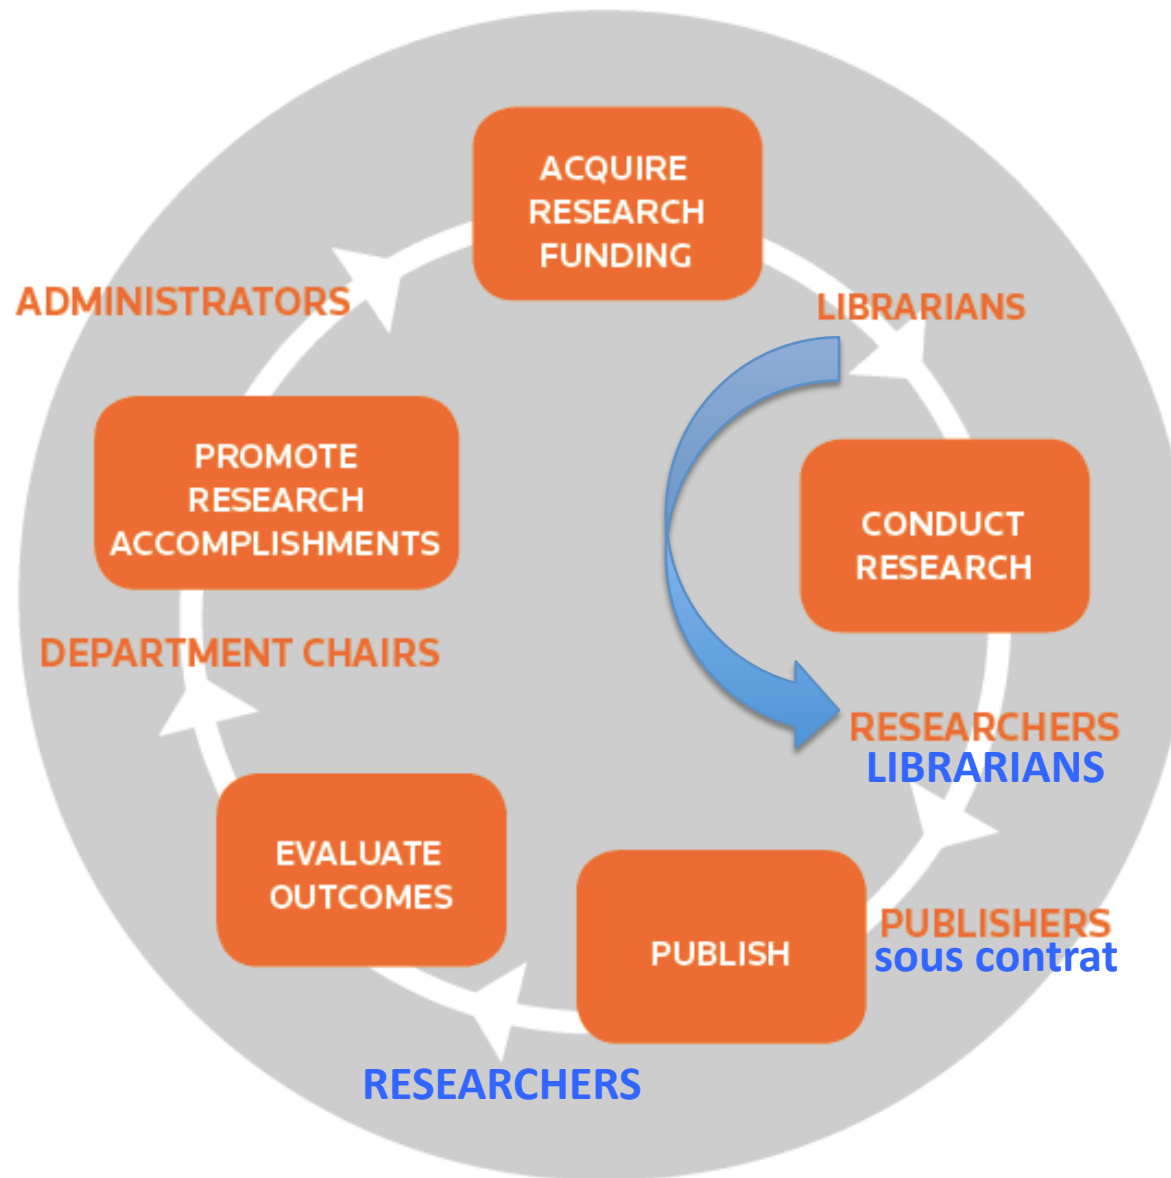 ACQUIRE
RESEARCH
FUNDING
ADMINISTRATORS
LIBRARIANS
PROMOTE
RESEARCH
ACCOMPLISHMENTS
CONDUCT
RESEARCH
DEPARTMENT CHAIRS
RESEARCHERS
LIBRARIANS
EVALUATE
OUTCOMES
PUBLISH
PUBLISHERS
sous contrat
RESEARCHERS